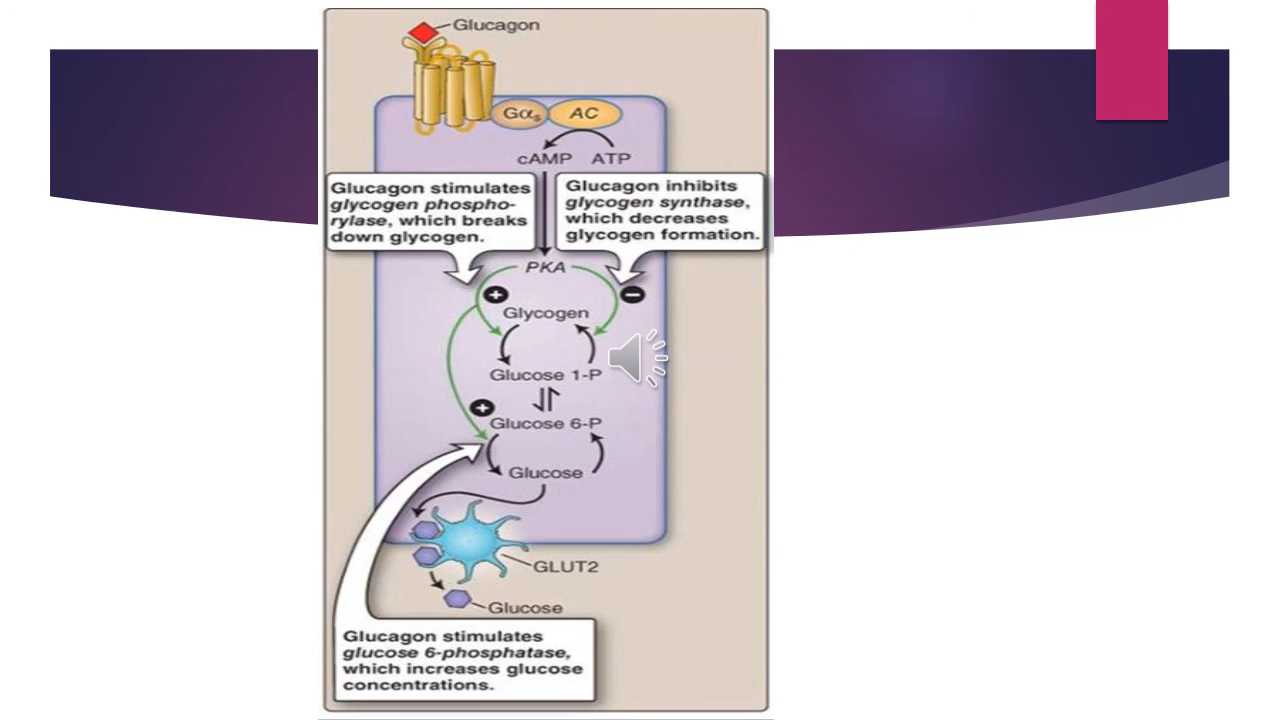 Glucagon
Gαs AC
cAMP ATP
Glucagon stimulates
glycogen phospho-
rylase, which breaks
down glycogen.
Glucagon inhibits
glycogen synthase,
which decreases
glycogen formation.
PKA
+
−
Glycogen
Glucose 1-P
+
Glucose 6-P
Glucose
GLUT2
Glucose
Glucagon stimulates
glucose 6-phosphatase,
which increases glucose
concentrations.